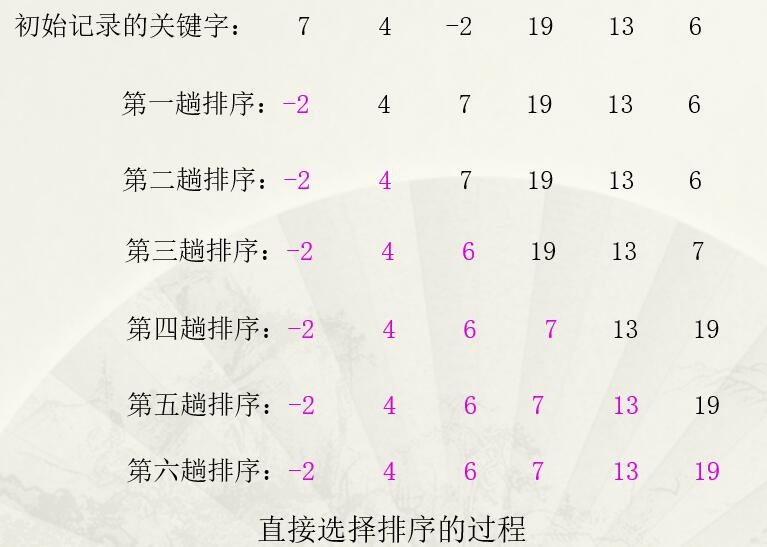 初始记录的关键字： 7 4 -2 19 13 6
第一趟排序：-2 4 7 19 13 6
第二趟排序：-2 4 7 19 13 6
第三趟排序：-2 4 6 19 13 7
第四趟排序：-2 4 6 7 13 19
第五趟排序：-2 4 6 7 13 19
第六趟排序：-2 4 6 7 13 19
直接选择排序的过程